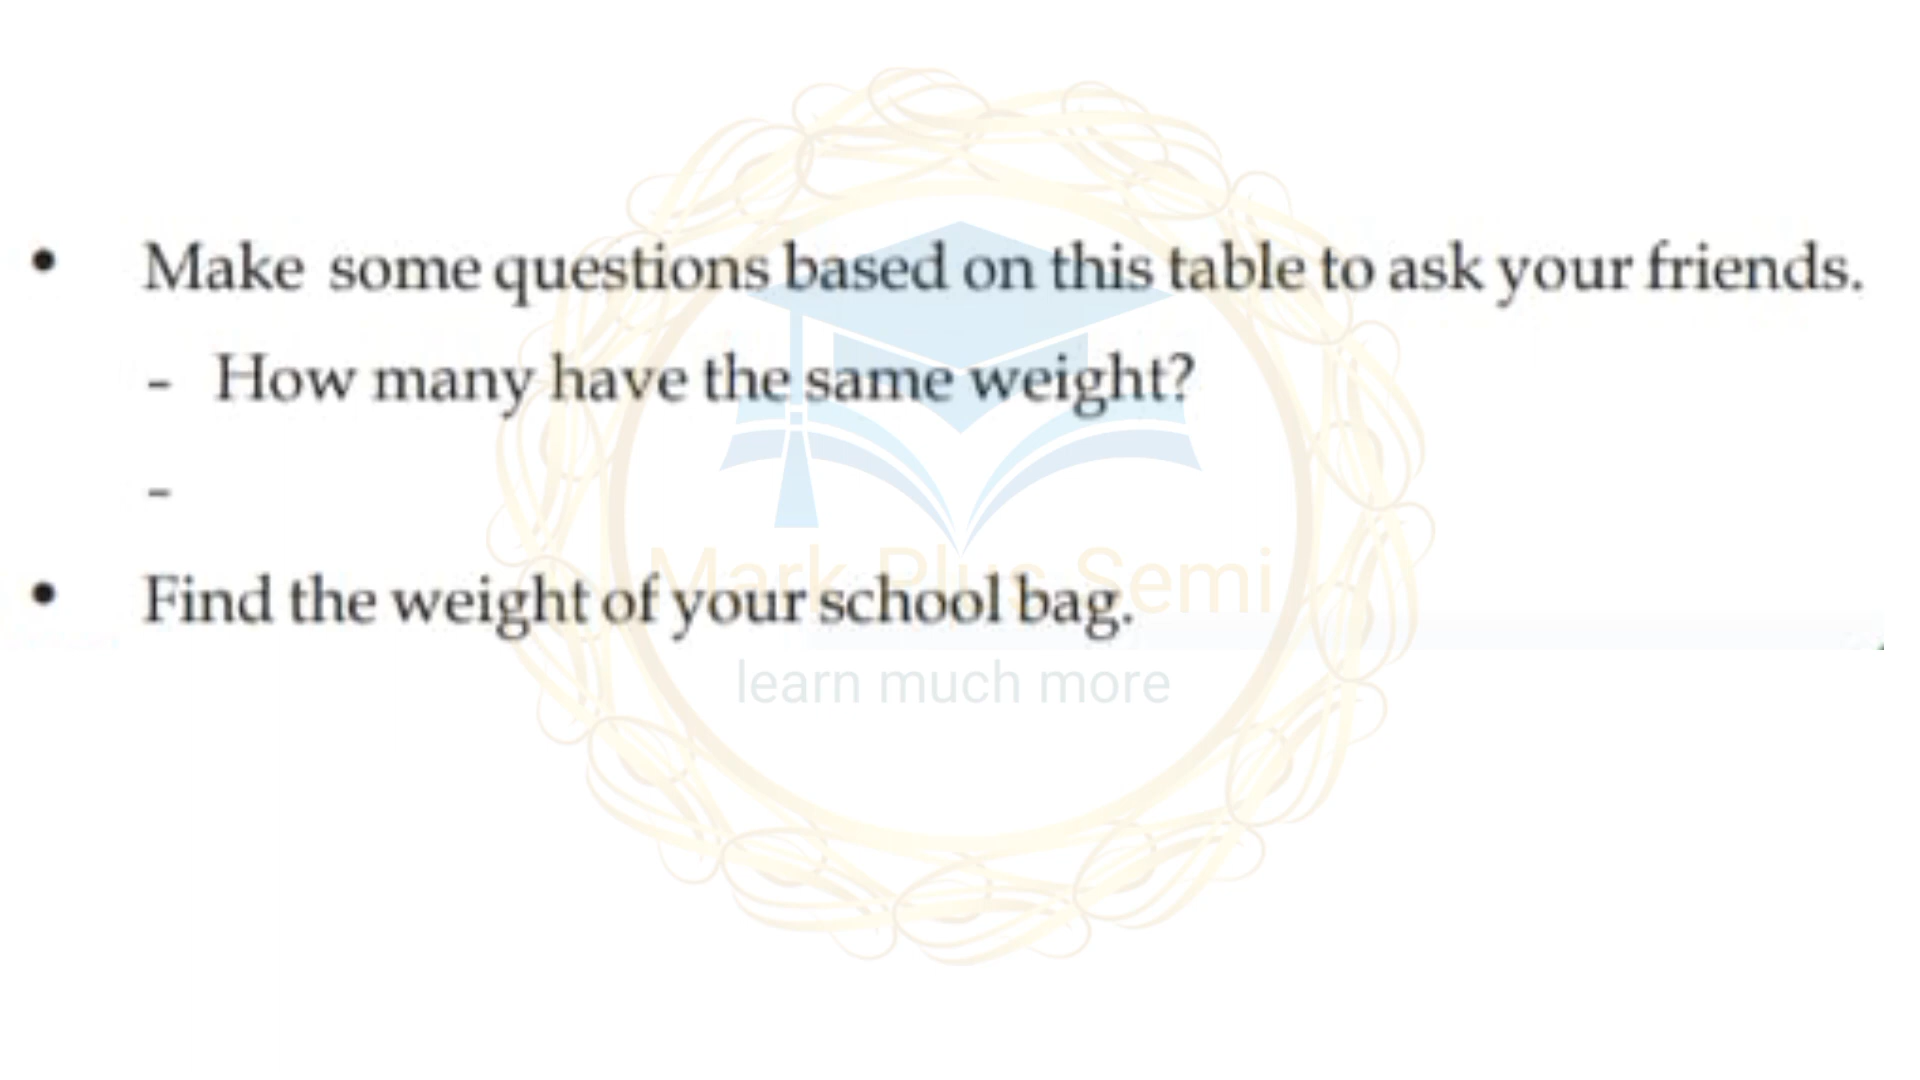 • Make some questions based on this table to ask your friends.
– How many have the same weight?
–
• Find the weight of your school bag.
Mark Plus Semi
learn much more